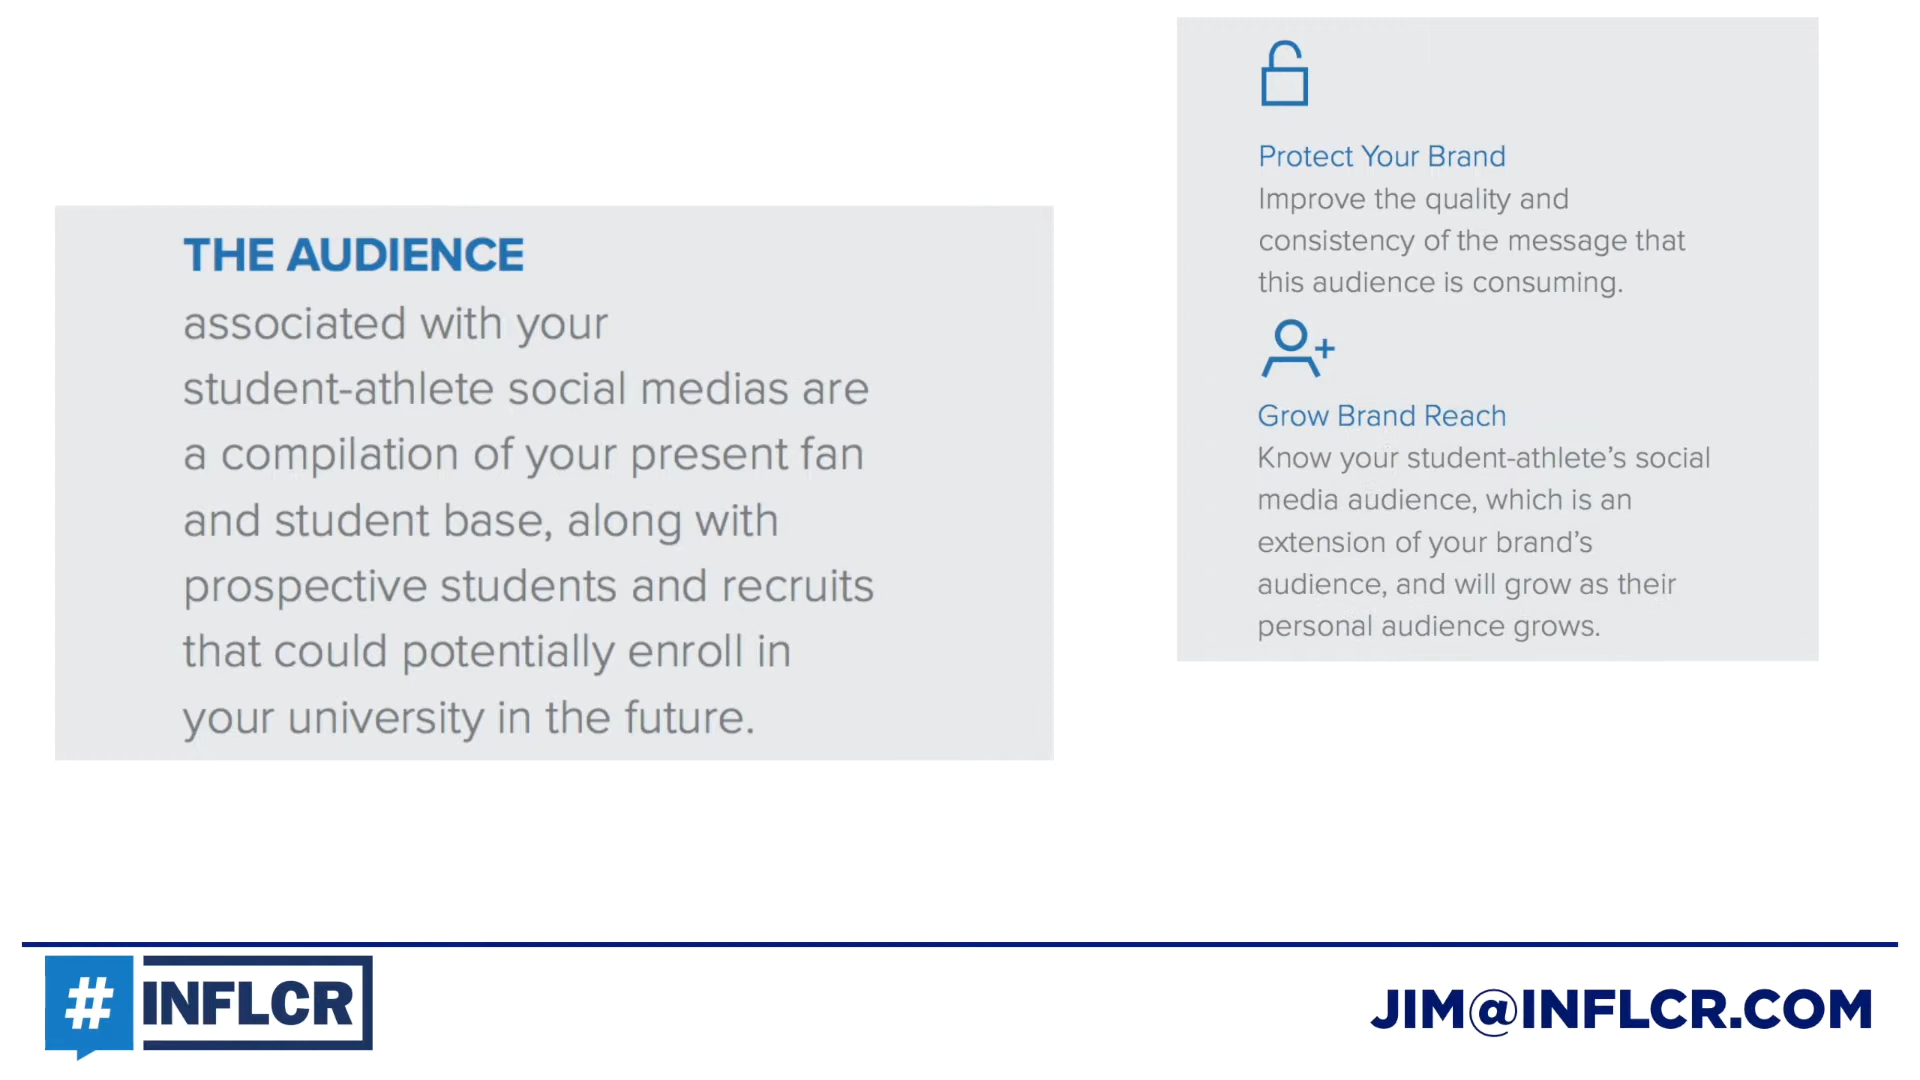 THE AUDIENCE
associated with your
student-athlete social medias are
a compilation of your present fan
and student base, along with
prospective students and recruits
that could potentially enroll in
your university in the future.
Protect Your Brand
Improve the quality and
consistency of the message that
this audience is consuming.
Grow Brand Reach
Know your student-athlete’s social
media audience, which is an
extension of your brand’s
audience, and will grow as their
personal audience grows.
# INFLCR
JIM@INFLCR.COM